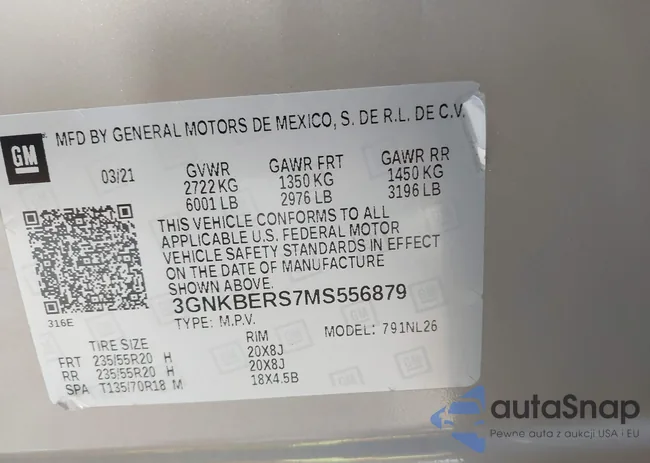 GM
MFD BY GENERAL MOTORS DE MEXICO, S. DE R.L. DE C.V.
03/21 GVWR GAWR FRT GAWR RR
2722 KG 1350 KG 1450 KG
6001 LB 2976 LB 3196 LB
THIS VEHICLE CONFORMS TO ALL
APPLICABLE U.S. FEDERAL MOTOR
VEHICLE SAFETY STANDARDS IN EFFECT
ON THE DATE OF MANUFACTURE
SHOWN ABOVE.
316E
3GNKBERS7MS556879
TYPE: M.P.V. MODEL: 791NL26
TIRE SIZE RIM
FRT 235/55R20 H 20X8J
RR 235/55R20 H 20X8J
SPA T135/70R18 M 18X4.5B
autaSnap
Pewne auta z aukcji USA i EU